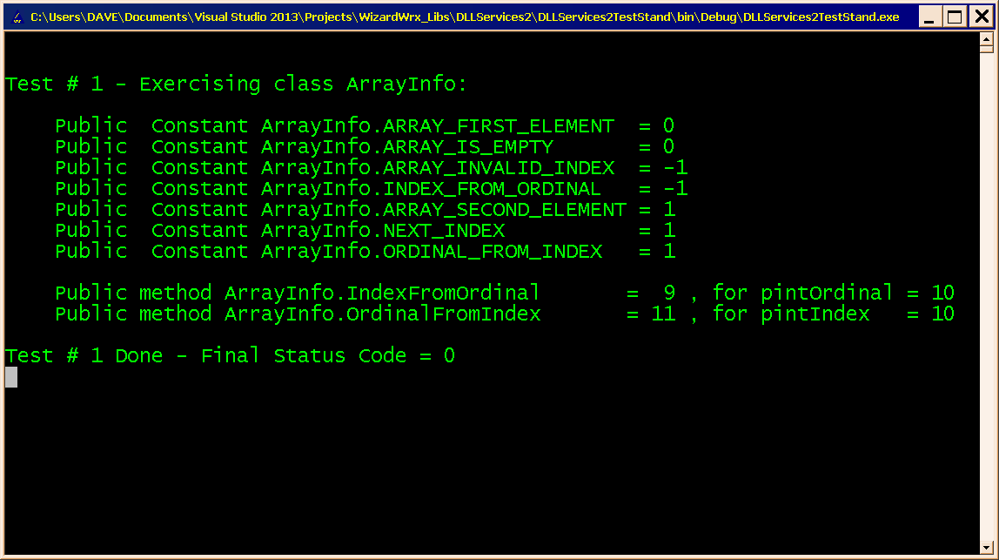 C:\Users\DAVE\Documents\Visual Studio 2013\Projects\WizardWrx_Libs\DLLServices2\DLLServices2TestStand\bin\Debug\DLLServices2TestStand.exe
Test # 1 - Exercising class ArrayInfo:
Public  Constant ArrayInfo.ARRAY_FIRST_ELEMENT  = 0
Public  Constant ArrayInfo.ARRAY_IS_EMPTY       = 0
Public  Constant ArrayInfo.ARRAY_INVALID_INDEX  = -1
Public  Constant ArrayInfo.INDEX_FROM_ORDINAL   = -1
Public  Constant ArrayInfo.ARRAY_SECOND_ELEMENT = 1
Public  Constant ArrayInfo.NEXT_INDEX           = 1
Public  Constant ArrayInfo.ORDINAL_FROM_INDEX   = 1
Public method ArrayInfo.IndexFromOrdinal       =  9 , for pintOrdinal = 10
Public method ArrayInfo.OrdinalFromIndex       = 11 , for pintIndex   = 10
Test # 1 Done - Final Status Code = 0